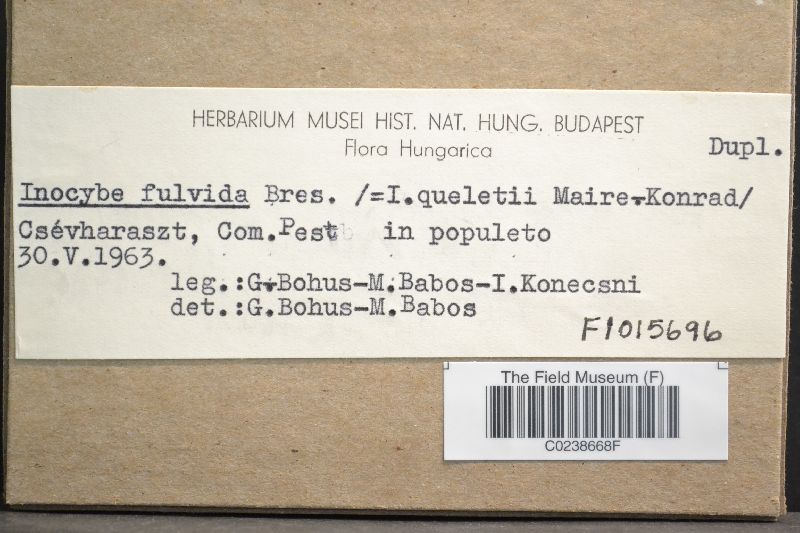 HERBARIUM MUSEI HIST. NAT. HUNG. BUDAPEST
Flora Hungarica
Dupl.
Inocybe fulvida Bres. /=I.queletii Maire-Konrad/
Csévharaszt, Com.Pest in populeto
30.V.1963.
leg.:G.Bohus-M.Babos-I.Konecsni
det.:G.Bohus-M.Babos
F1015696
The Field Museum (F)
C0238668F